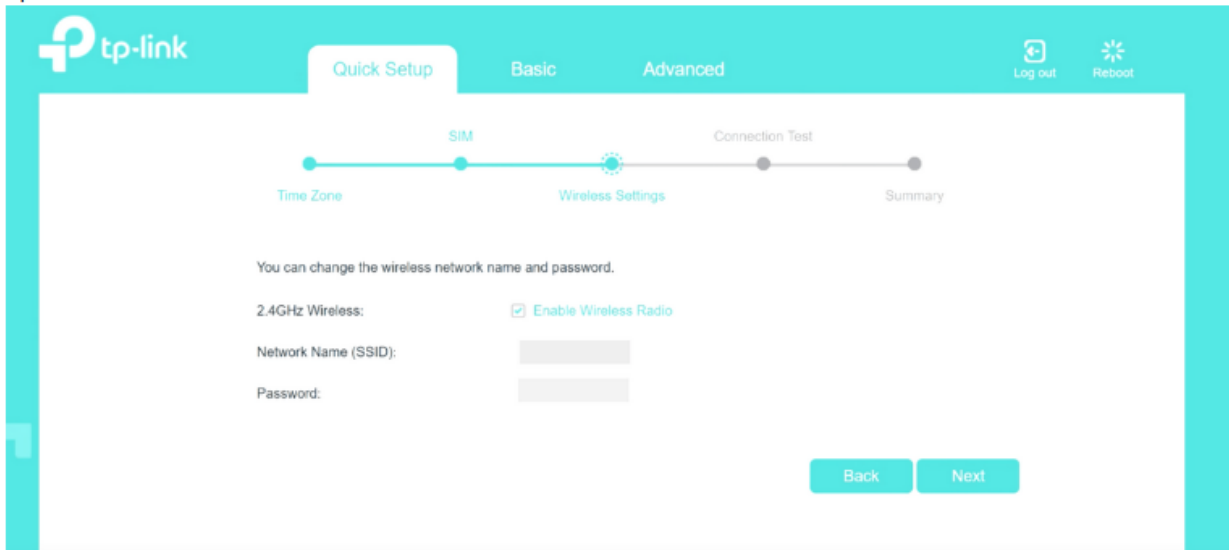 tp-link
Quick Setup Basic Advanced
Log out Reboot
SIM Connection Test
Time Zone Wireless Settings Summary
You can change the wireless network name and password.
2.4GHz Wireless: Enable Wireless Radio
Network Name (SSID):
Password:
Back Next